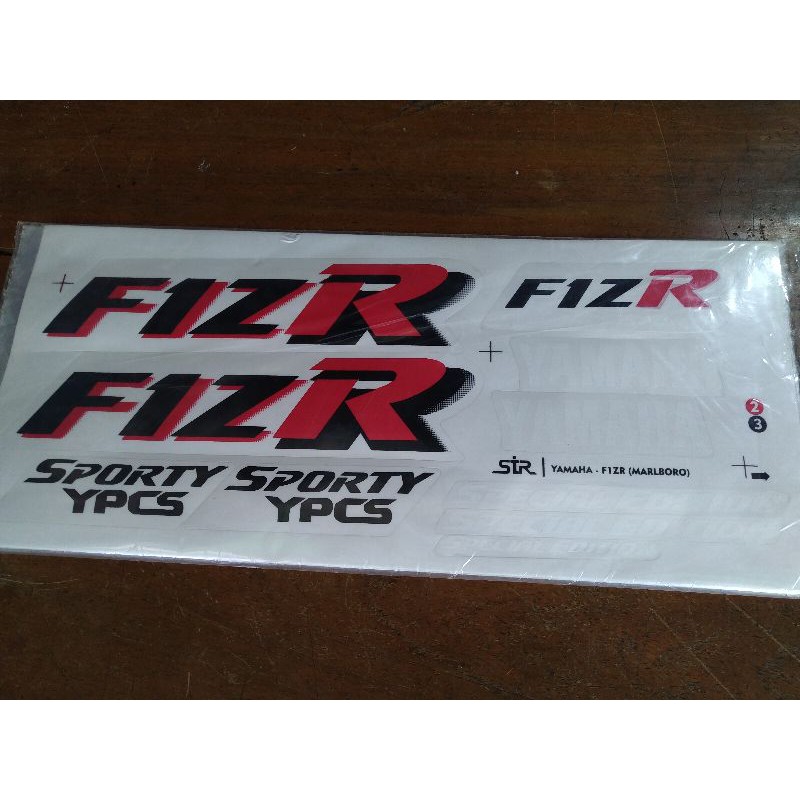 F1ZR
F1ZR
F1ZR
SPORTY
YPCS
SPORTY
YPCS
2
3
STR | YAMAHA - F1ZR (MARLBORO)